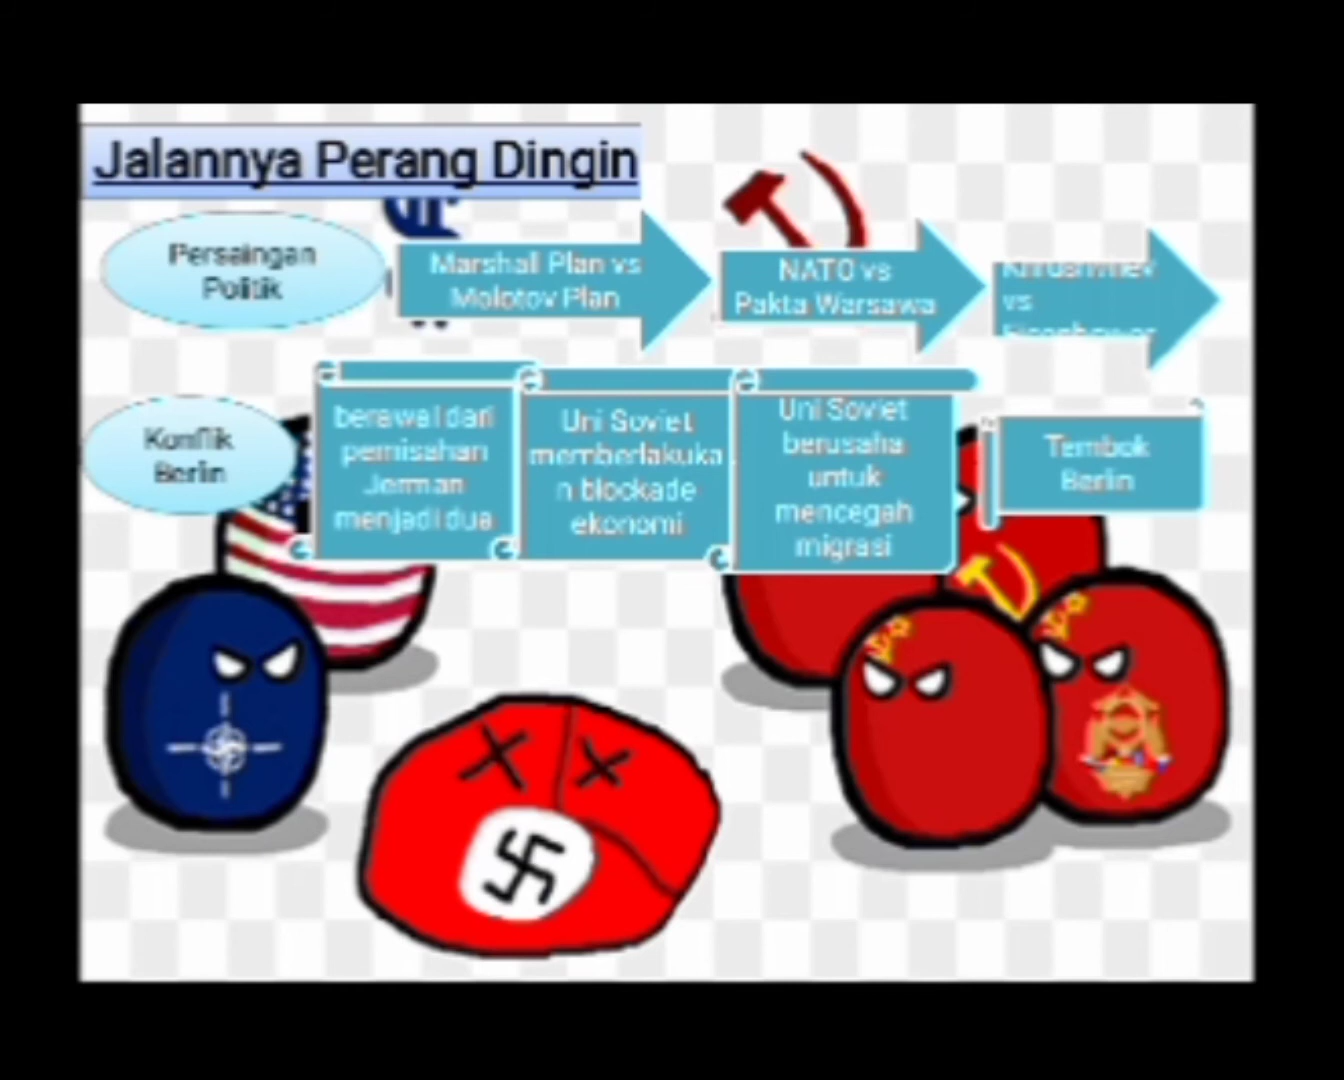 Jalannya Perang Dingin
Persaingan
Politik
Marshall Plan vs
Molotov Plan
NATO vs
Pakta Warsawa
vs
Konflik
Berlin
berawal dari
pemisahan
Jerman
menjadi dua
Uni Soviet
memberlakuka
n blockade
ekonomi
Uni Soviet
berusaha
untuk
mencegah
migrasi
Tembok
Berlin